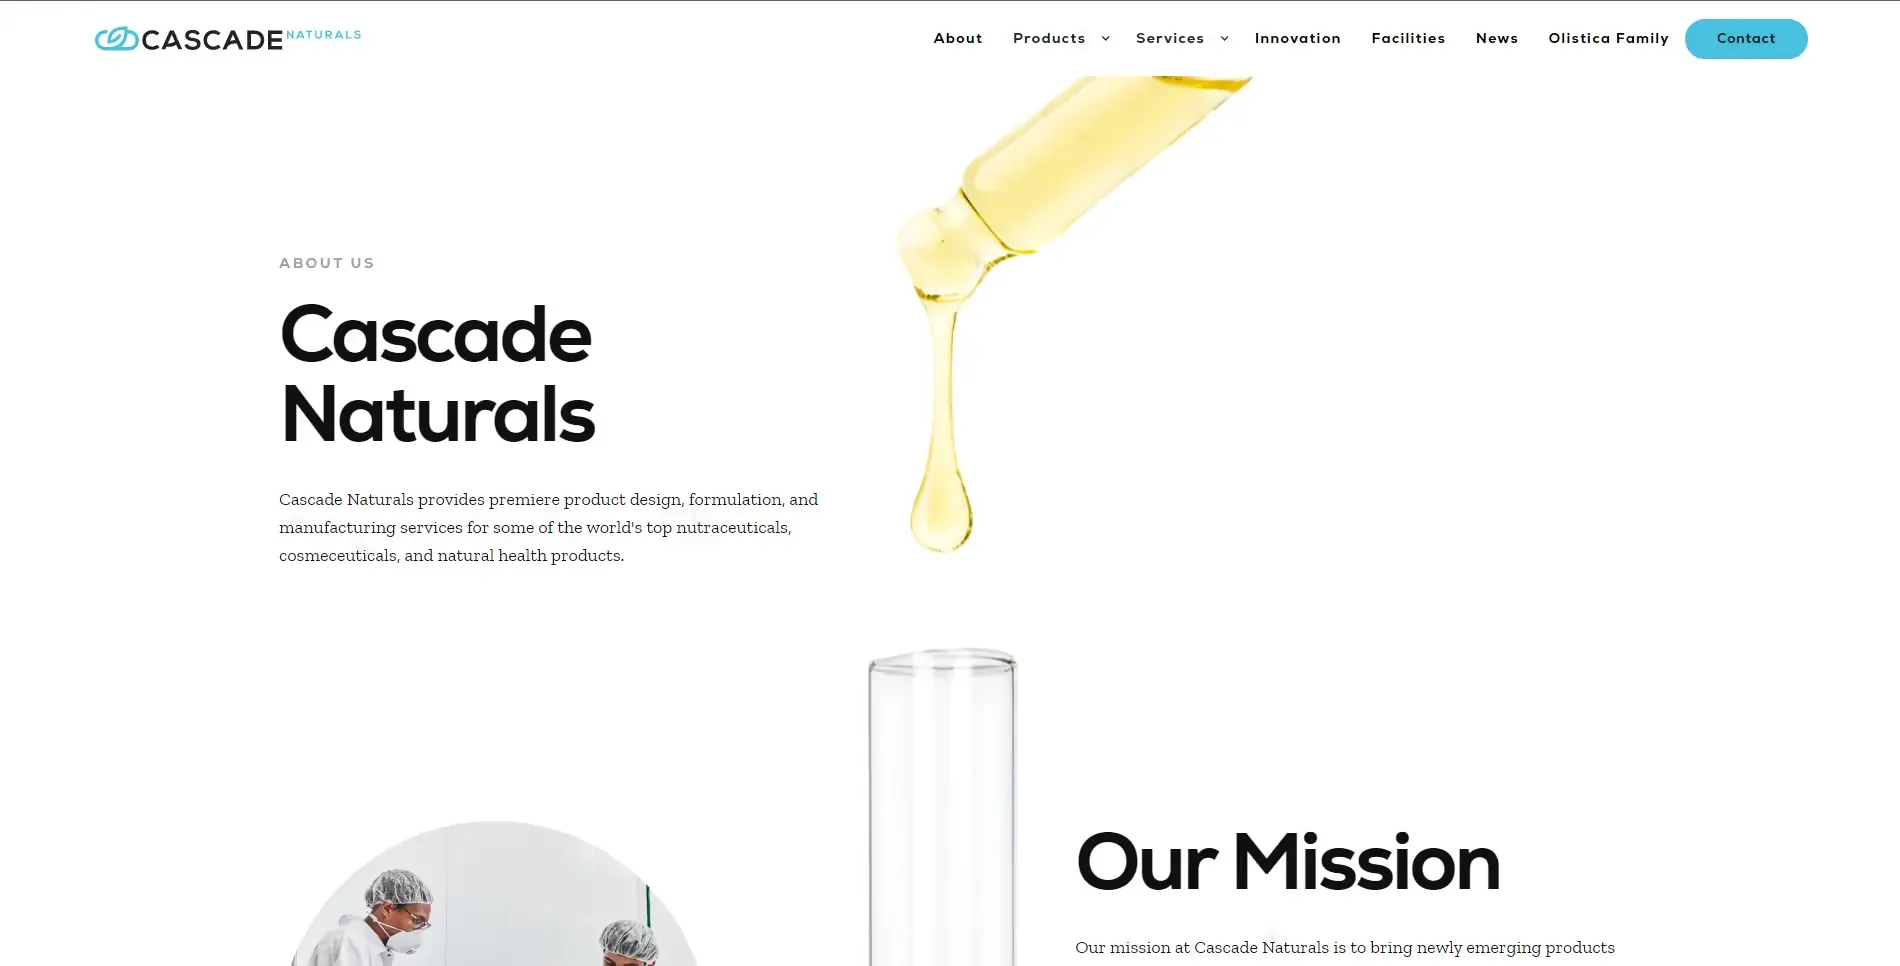 CASCADE NATURALS
About Products Services Innovation Facilities News Olistica Family Contact
ABOUT US
Cascade
Naturals
Cascade Naturals provides premiere product design, formulation, and
manufacturing services for some of the world's top nutraceuticals,
cosmeceuticals, and natural health products.
Our Mission
Our mission at Cascade Naturals is to bring newly emerging products